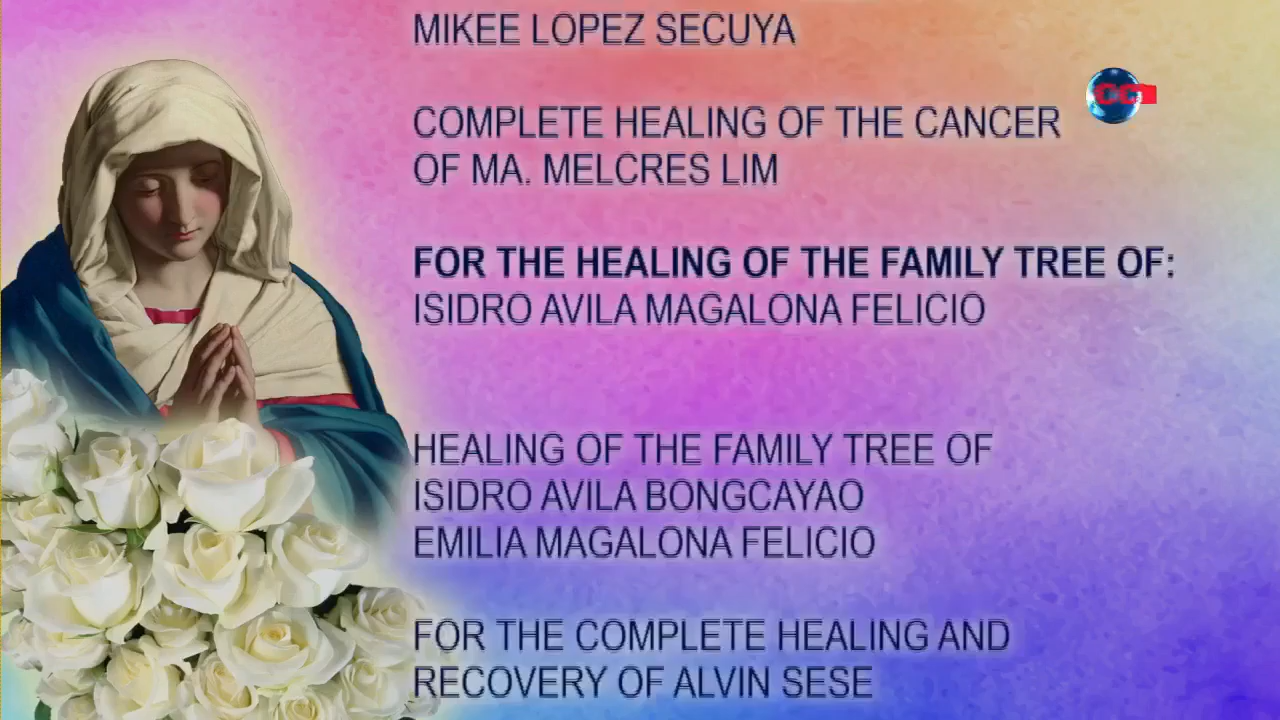 MIKEE LOPEZ SECUYA
CCT
COMPLETE HEALING OF THE CANCER
OF MA. MELCRES LIM
FOR THE HEALING OF THE FAMILY TREE OF:
ISIDRO AVILA MAGALONA FELICIO
HEALING OF THE FAMILY TREE OF
ISIDRO AVILA BONGCAYAO
EMILIA MAGALONA FELICIO
FOR THE COMPLETE HEALING AND
RECOVERY OF ALVIN SESE